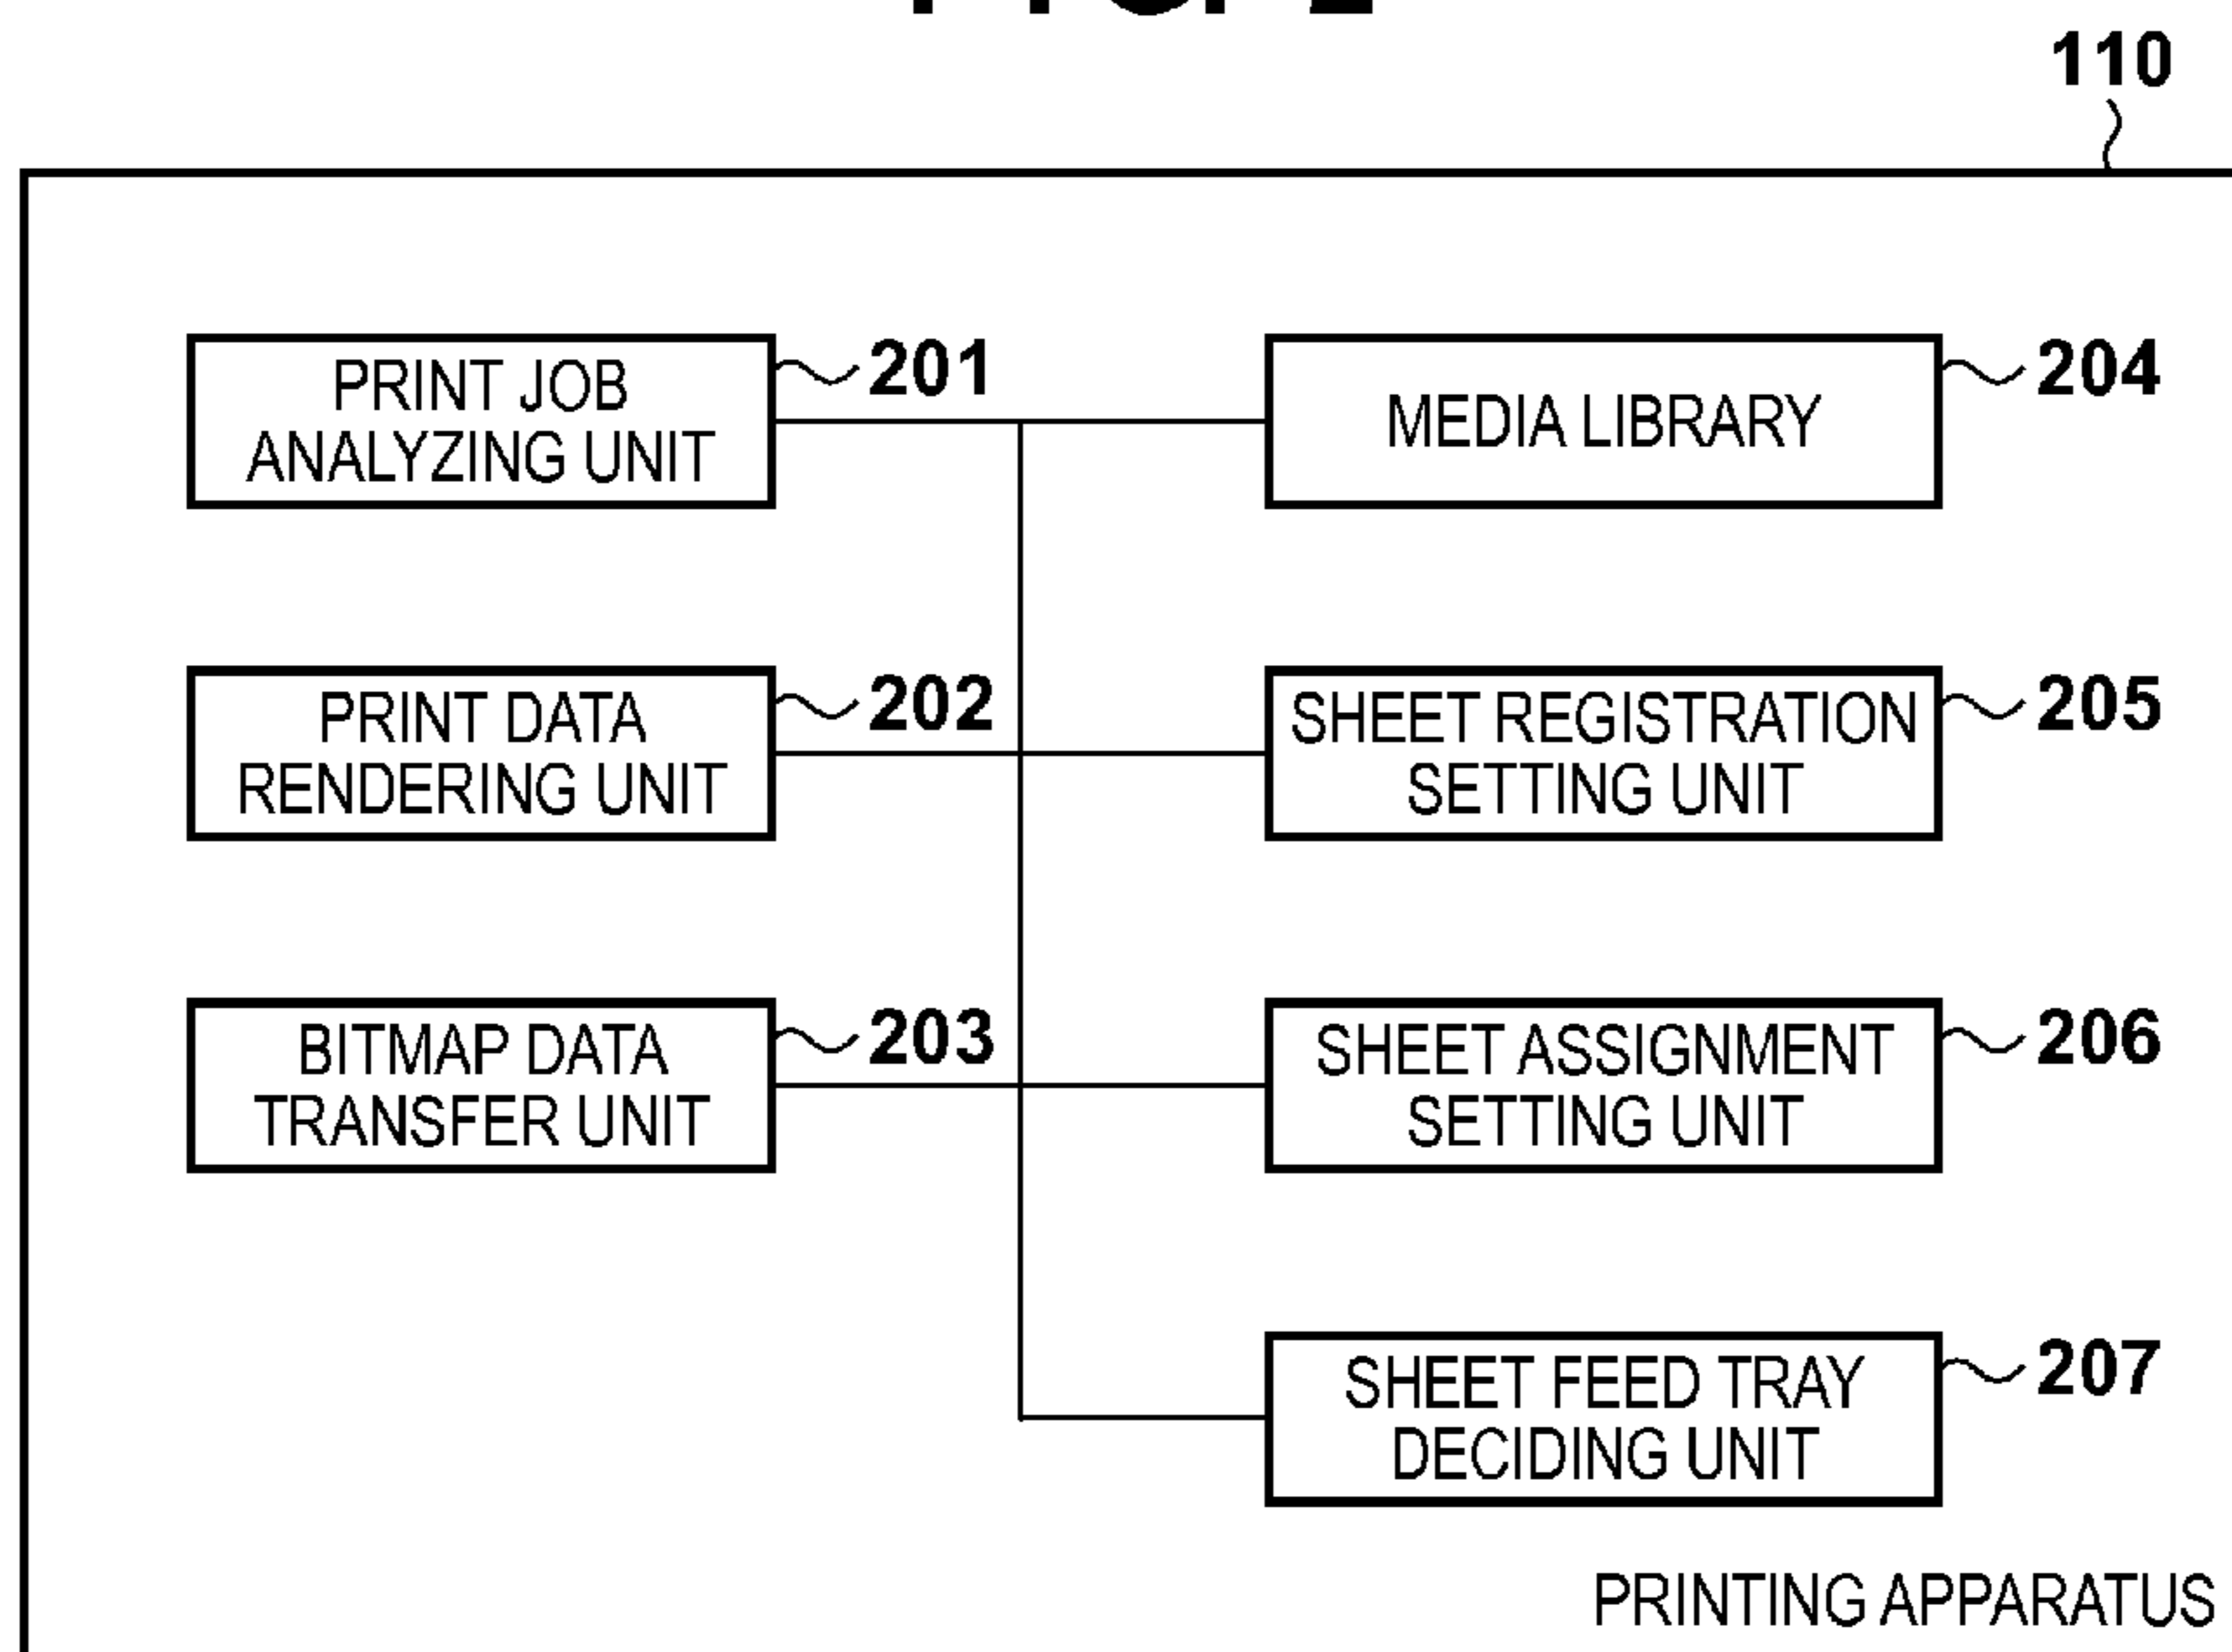 110
PRINT JOB
ANALYZING UNIT
201
MEDIA LIBRARY
204
PRINT DATA
RENDERING UNIT
202
SHEET REGISTRATION
SETTING UNIT
205
BITMAP DATA
TRANSFER UNIT
203
SHEET ASSIGNMENT
SETTING UNIT
206
SHEET FEED TRAY
DECIDING UNIT
207
PRINTING APPARATUS